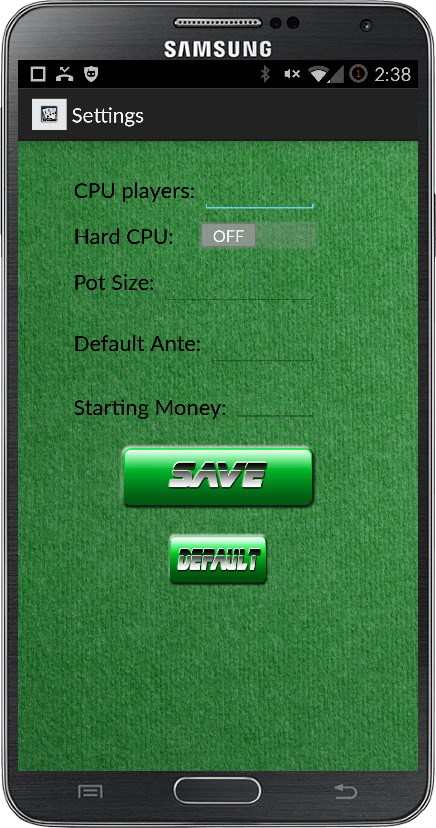 SAMSUNG
2:38
Settings
CPU players:
Hard CPU: OFF
Pot Size:
Default Ante:
Starting Money:
SAVE
DEFAULT